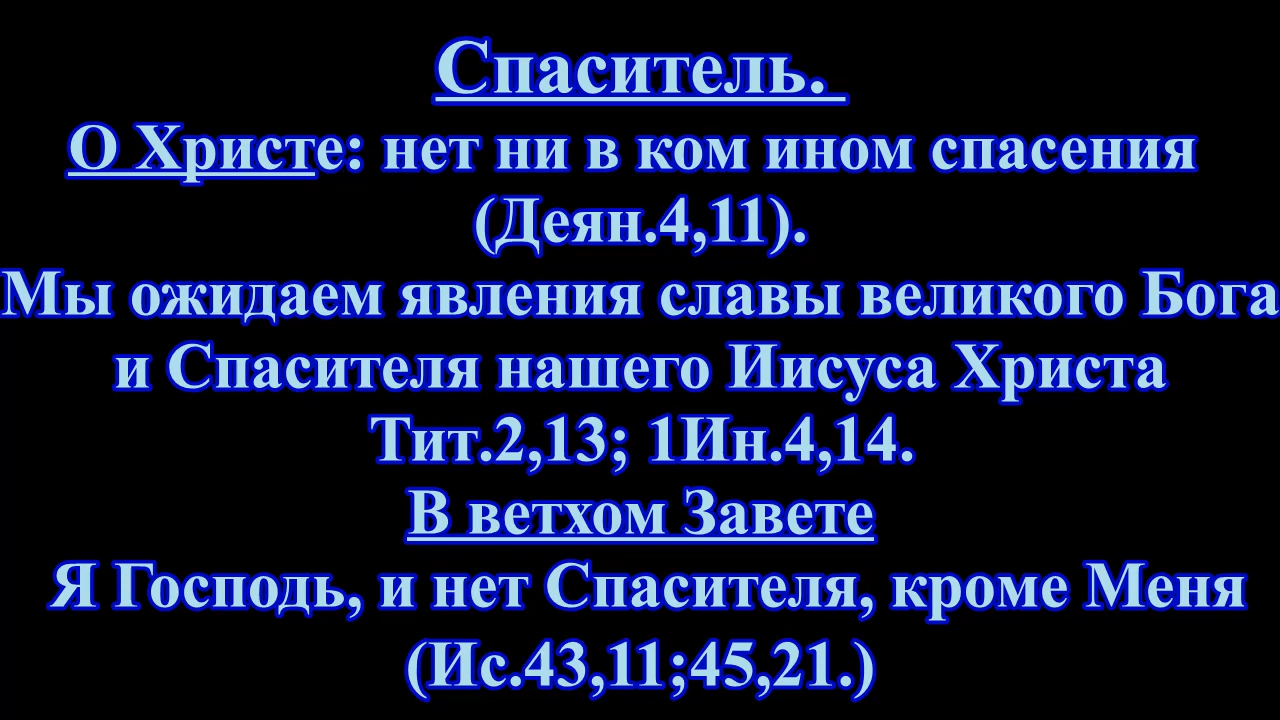 Спаситель.
О Христе: нет ни в ком ином спасения
(Деян.4,11).
Мы ожидаем явления славы великого Бога
и Спасителя нашего Иисуса Христа
Тит.2,13; 1Ин.4,14.
В ветхом Завете
Я Господь, и нет Спасителя, кроме Меня
(Ис.43,11;45,21.)